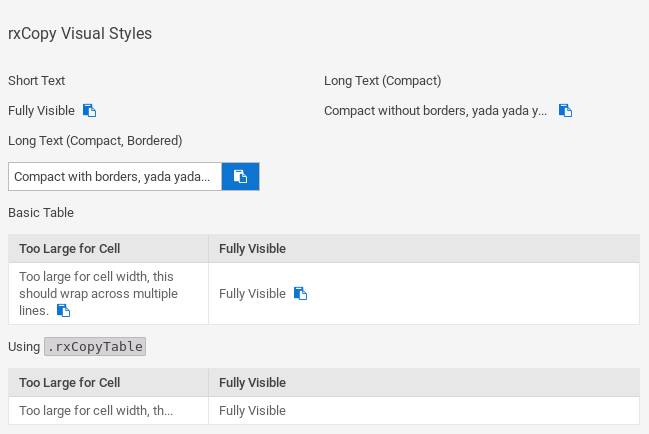 rxCopy Visual Styles
Short Text
Long Text (Compact)
Fully Visible
Compact without borders, yada yada y...
Long Text (Compact, Bordered)
Compact with borders, yada yada...
Basic Table
Too Large for Cell
Fully Visible
Too large for cell width, this
should wrap across multiple
lines.
Fully Visible
Using .rxCopyTable
Too Large for Cell
Fully Visible
Too large for cell width, th...
Fully Visible